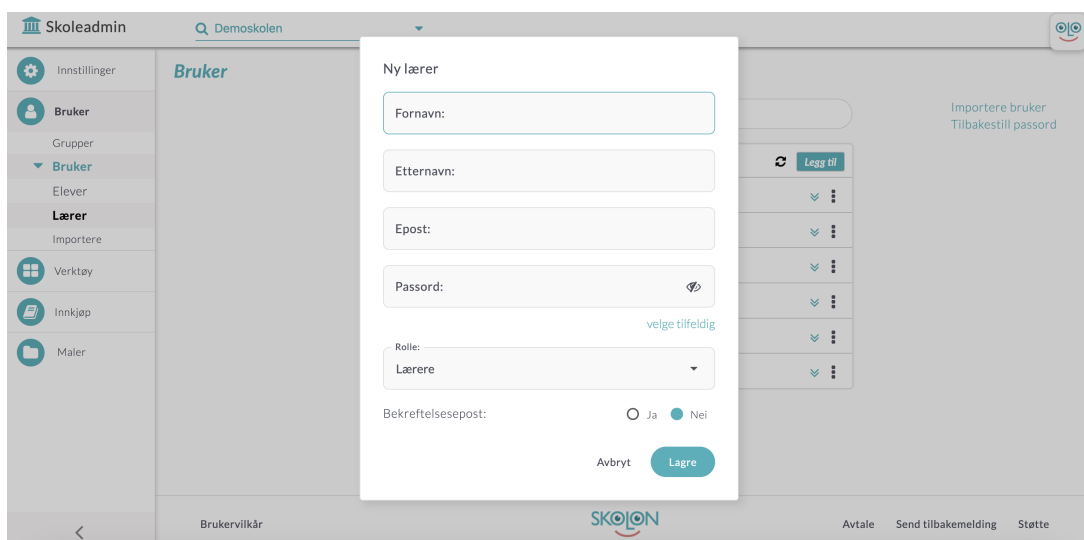 Skoleadmin
Demoskolen
Innstillinger
Bruker
Grupper
Bruker
Elever
Lærer
Importere
Verktøy
Innkjøp
Maler
Bruker
Importere bruker
Tilbakestill passord
Legg til
Ny lærer
Fornavn:
Etternavn:
Epost:
Passord:
velge tilfeldig
Rolle:
Lærere
Bekreftelsesepost: Ja Nei
Avbryt Lagre
Brukervilkår SKOLON Avtale Send tilbakemelding Støtte